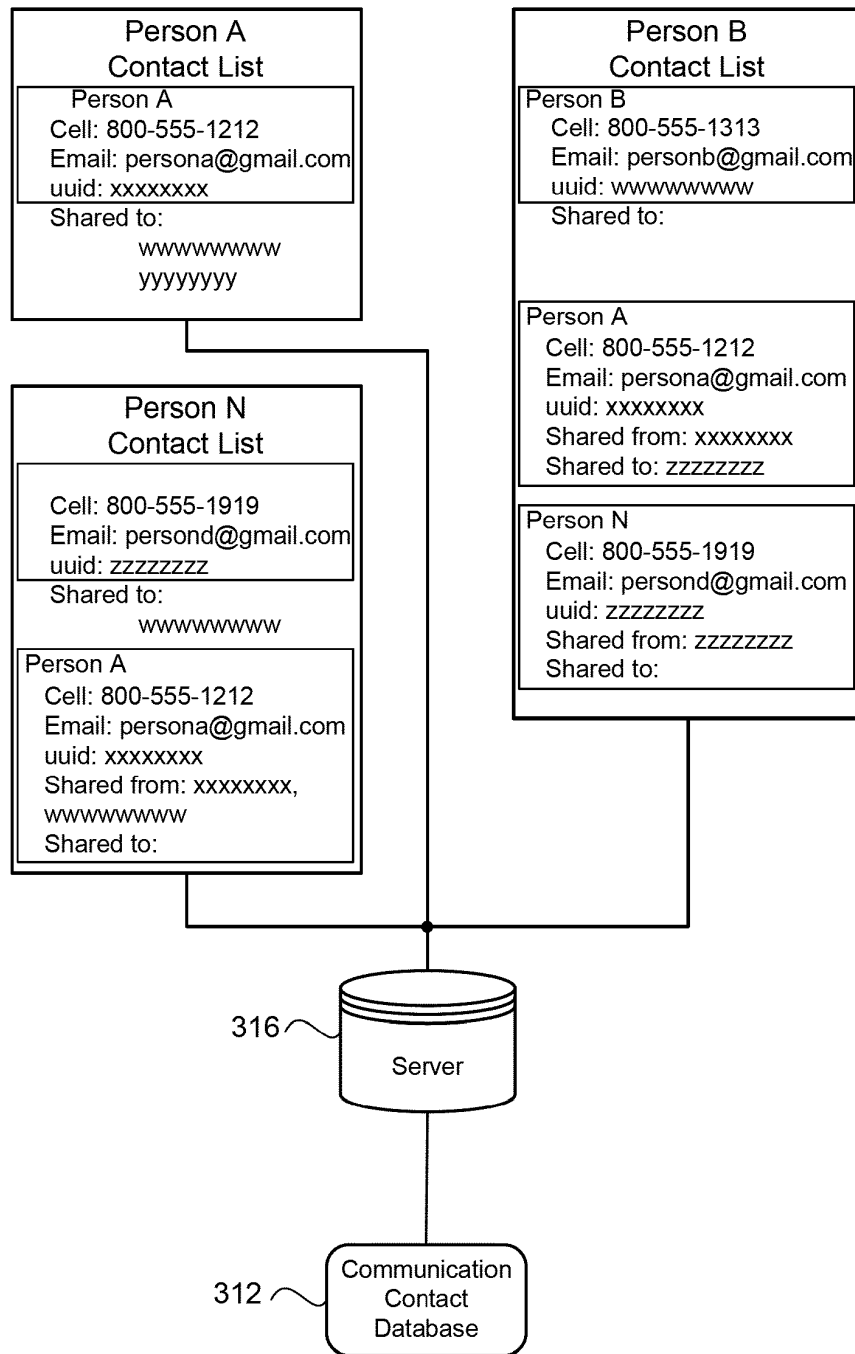 Person A
Contact List
Person A
Cell: 800-555-1212
Email: persona@gmail.com
uuid: xxxxxxxx
Shared to:
wwwwwwww
yyyyyyyy
Person B
Contact List
Person B
Cell: 800-555-1313
Email: personb@gmail.com
uuid: wwwwwwww
Shared to:
Person A
Cell: 800-555-1212
Email: persona@gmail.com
uuid: xxxxxxxx
Shared from: xxxxxxxx
Shared to: zzzzzzzz
Person N
Cell: 800-555-1919
Email: persond@gmail.com
uuid: zzzzzzzz
Shared from: zzzzzzzz
Shared to:
Person N
Contact List
Cell: 800-555-1919
Email: persond@gmail.com
uuid: zzzzzzzz
Shared to:
wwwwwwww
Person A
Cell: 800-555-1212
Email: persona@gmail.com
uuid: xxxxxxxx
Shared from: xxxxxxxx,
wwwwwwww
Shared to:
316
Server
312
Communication
Contact
Database